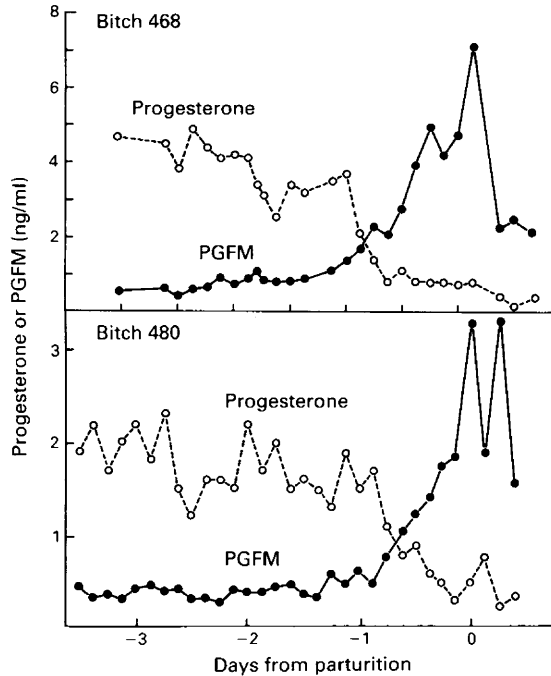 Bitch 468
8
7
6
4
2
Progesterone
PGFM
Progesterone or PGFM (ng/ml)
Bitch 480
3
2
1
Progesterone
PGFM
−3
−2
−1
0
Days from parturition